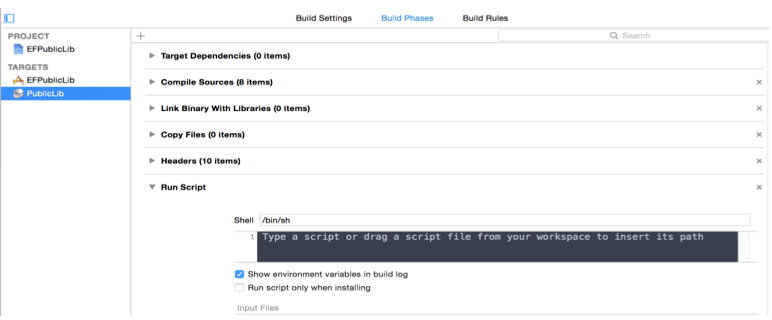 Build Settings Build Phases Build Rules
PROJECT
EFPublicLib
TARGETS
EFPublicLib
PublicLib
Search
Target Dependencies (0 items)
Compile Sources (8 items)
Link Binary With Libraries (0 items)
Copy Files (0 items)
Headers (10 items)
Run Script
Shell /bin/sh
1 Type a script or drag a script file from your workspace to insert its path
Show environment variables in build log
Run script only when installing
Input Files